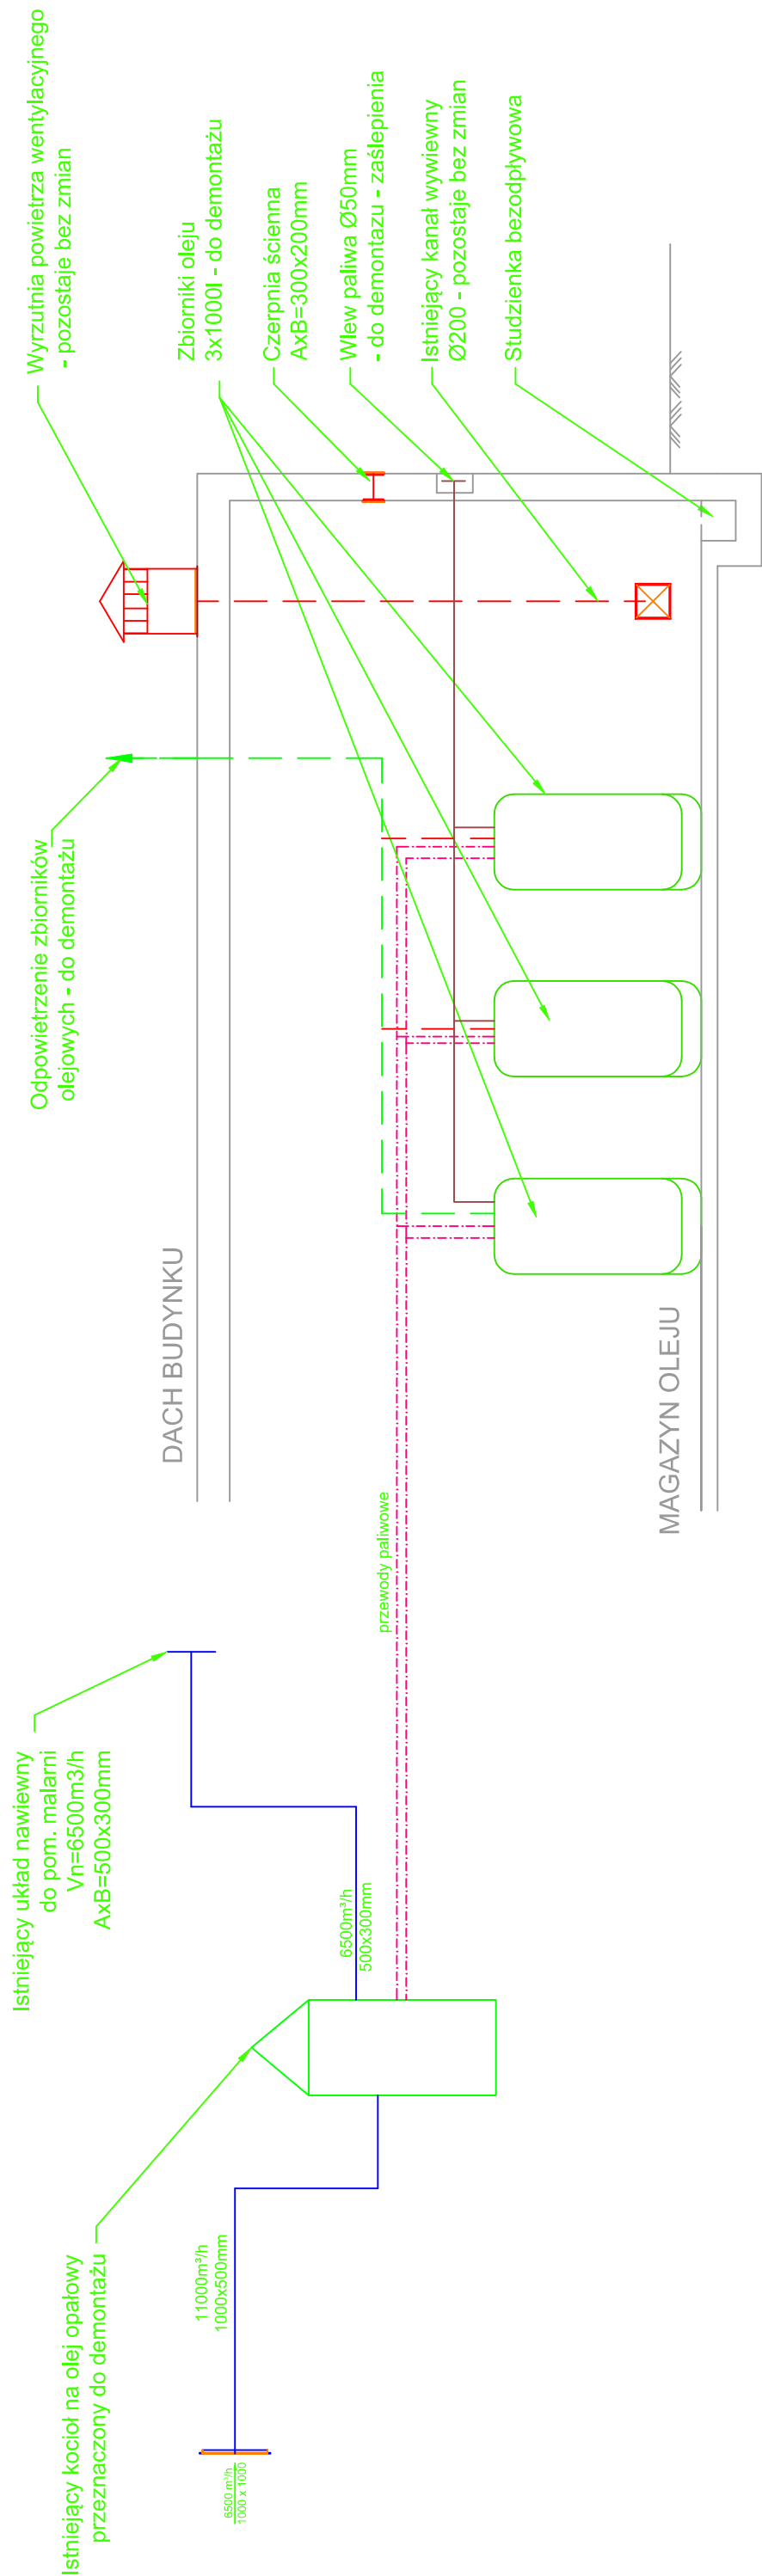 Istniejący kocioł na olej opałowy
przeznaczony do demontażu
Istniejący układ nawiewny
do pom. malarni
Vn=6500m3/h
AxB=500x300mm
Odpowietrzenie zbiorników
olejowych - do demontażu
Wyrzutnia powietrza wentylacyjnego
- pozostaje bez zmian
Zbiorniki oleju
3x1000l - do demontażu
Czerpnia ścienna
AxB=300x200mm
Wlew paliwa Ø50mm
- do demontazu - zaślepienia
Istniejący kanał wywiewny
Ø200 - pozostaje bez zmian
Studzienka bezodpływowa
DACH BUDYNKU
11000m³/h
1000x500mm
6500 m³/h
1000 x 1000
6500m³/h
500x300mm
przewody paliwowe
MAGAZYN OLEJU